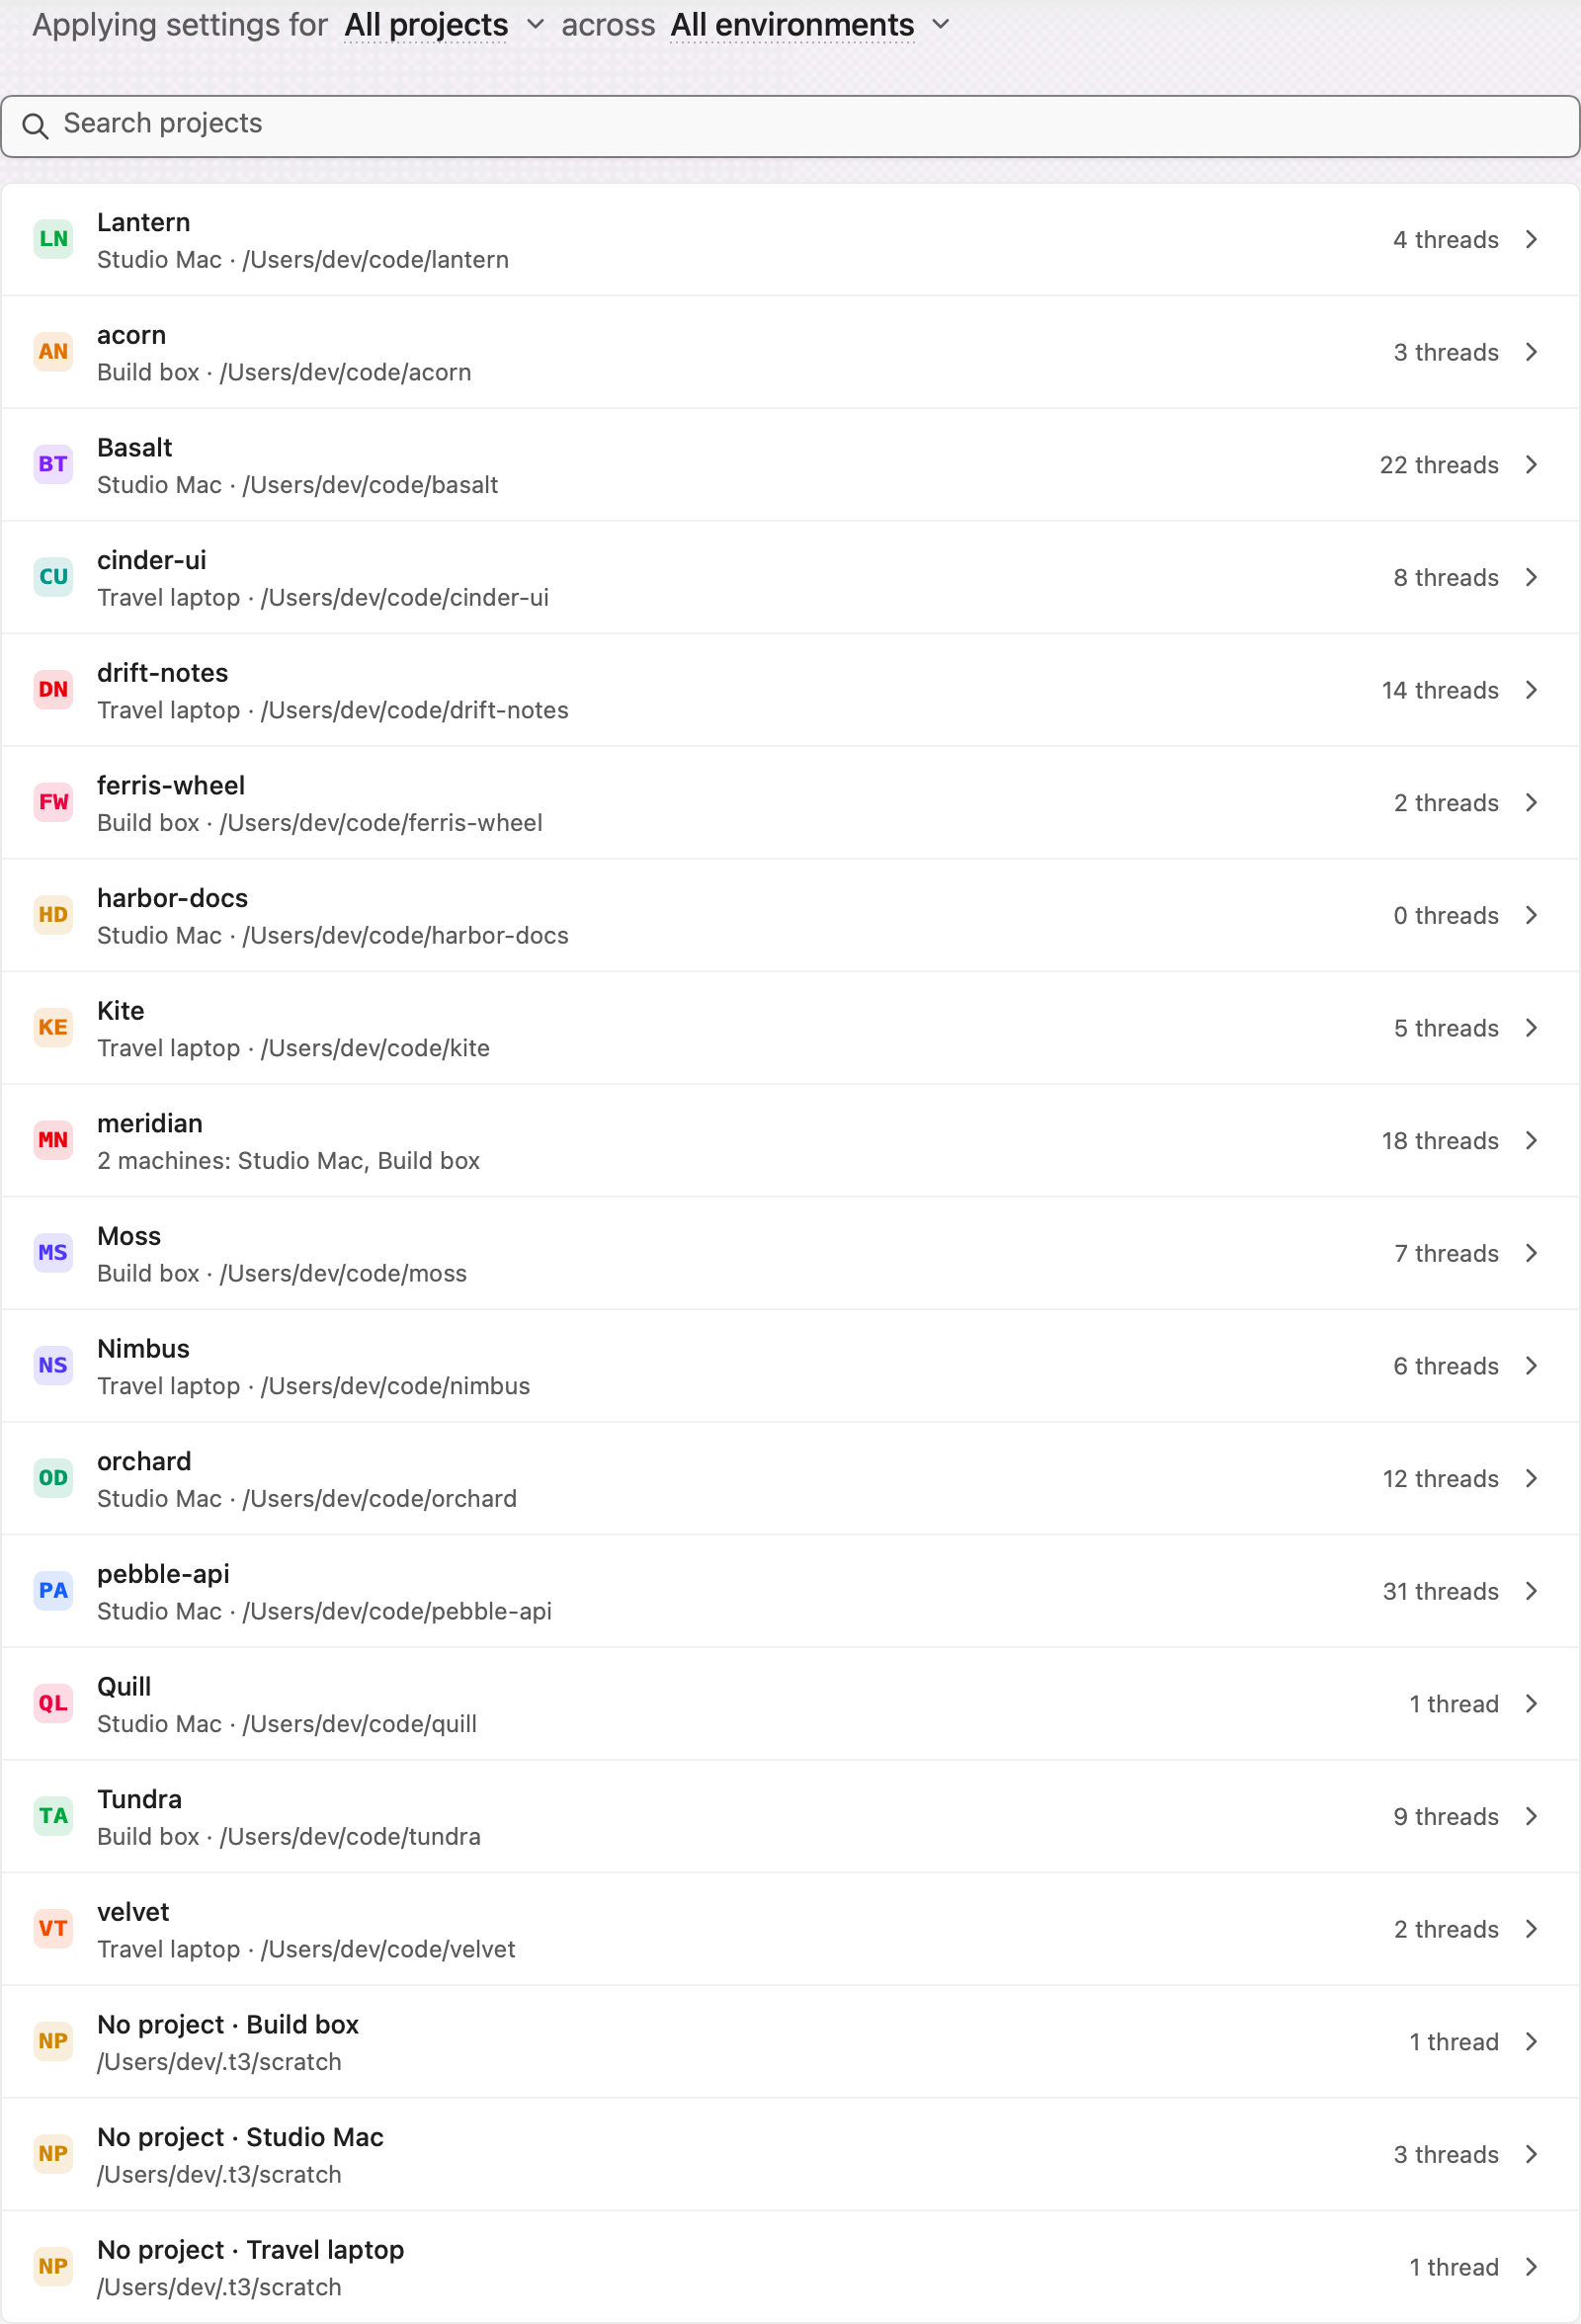 Applying settings for All projects across All environments
Search projects
LN
Lantern
4 threads
Studio Mac · /Users/dev/code/lantern
AN
acorn
3 threads
Build box · /Users/dev/code/acorn
BT
Basalt
22 threads
Studio Mac · /Users/dev/code/basalt
CU
cinder-ui
8 threads
Travel laptop · /Users/dev/code/cinder-ui
DN
drift-notes
14 threads
Travel laptop · /Users/dev/code/drift-notes
FW
ferris-wheel
2 threads
Build box · /Users/dev/code/ferris-wheel
HD
harbor-docs
0 threads
Studio Mac · /Users/dev/code/harbor-docs
KE
Kite
5 threads
Travel laptop · /Users/dev/code/kite
MN
meridian
18 threads
2 machines: Studio Mac, Build box
MS
Moss
7 threads
Build box · /Users/dev/code/moss
NS
Nimbus
6 threads
Travel laptop · /Users/dev/code/nimbus
OD
orchard
12 threads
Studio Mac · /Users/dev/code/orchard
PA
pebble-api
31 threads
Studio Mac · /Users/dev/code/pebble-api
QL
Quill
1 thread
Studio Mac · /Users/dev/code/quill
TA
Tundra
9 threads
Build box · /Users/dev/code/tundra
VT
velvet
2 threads
Travel laptop · /Users/dev/code/velvet
NP
No project · Build box
1 thread
/Users/dev/.t3/scratch
NP
No project · Studio Mac
3 threads
/Users/dev/.t3/scratch
NP
No project · Travel laptop
1 thread
/Users/dev/.t3/scratch